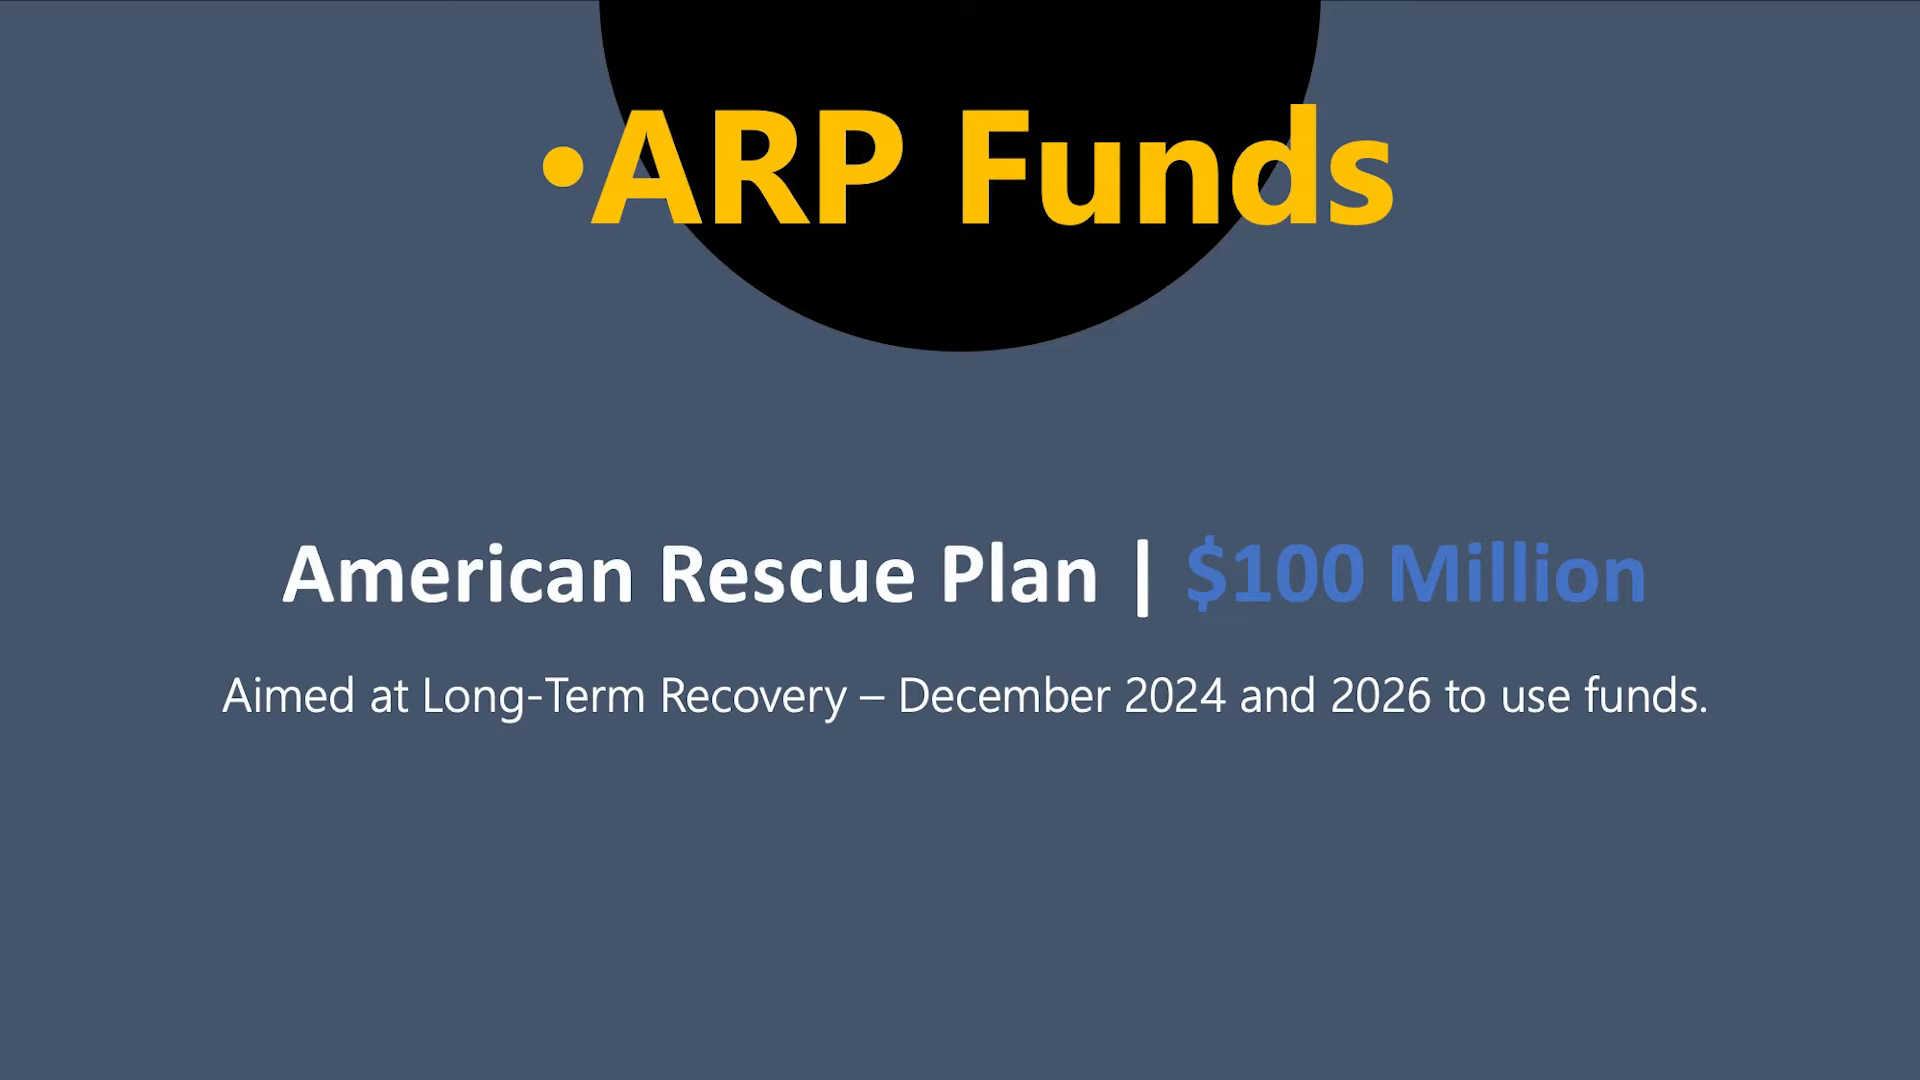 •ARP Funds
American Rescue Plan | $100 Million
Aimed at Long-Term Recovery – December 2024 and 2026 to use funds.